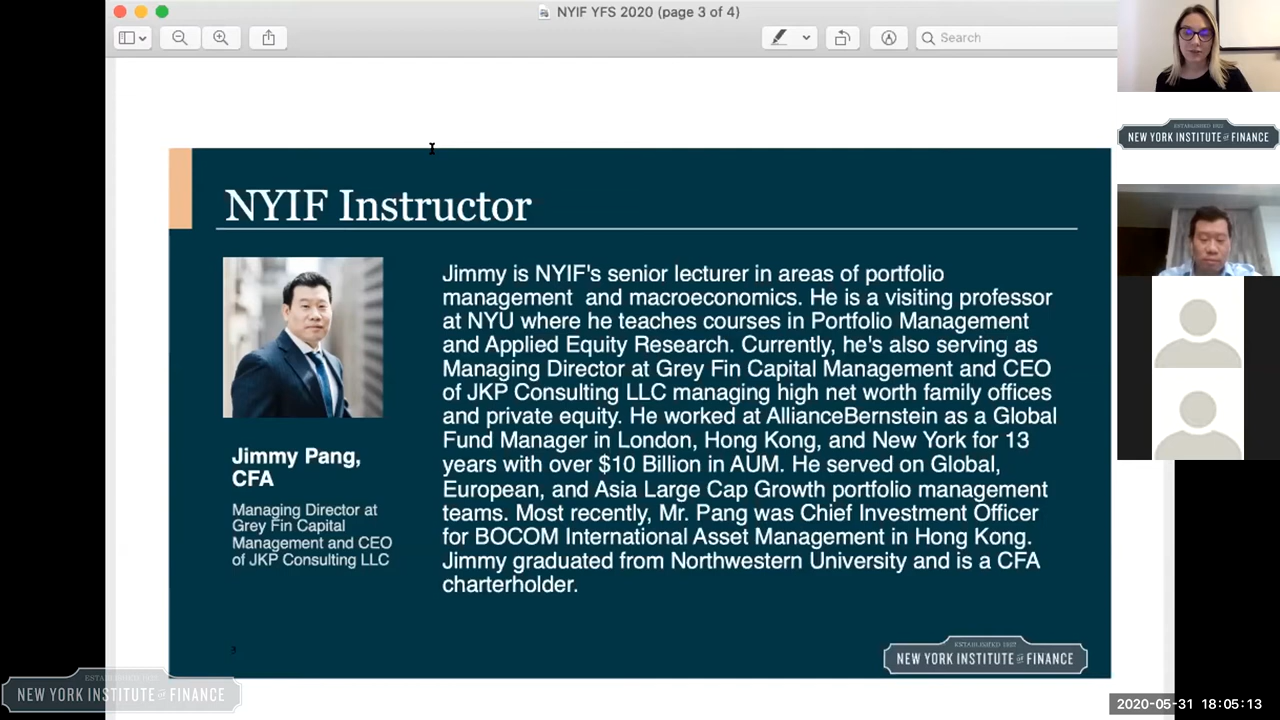 NYIF YFS 2020 (page 3 of 4)
Search
ESTABLISHED 1922
NEW YORK INSTITUTE OF FINANCE
NYIF Instructor
Jimmy is NYIF's senior lecturer in areas of portfolio
management and macroeconomics. He is a visiting professor
at NYU where he teaches courses in Portfolio Management
and Applied Equity Research. Currently, he's also serving as
Managing Director at Grey Fin Capital Management and CEO
of JKP Consulting LLC managing high net worth family offices
and private equity. He worked at AllianceBernstein as a Global
Fund Manager in London, Hong Kong, and New York for 13
years with over $10 Billion in AUM. He served on Global,
European, and Asia Large Cap Growth portfolio management
teams. Most recently, Mr. Pang was Chief Investment Officer
for BOCOM International Asset Management in Hong Kong.
Jimmy graduated from Northwestern University and is a CFA
charterholder.
Jimmy Pang,
CFA
Managing Director at
Grey Fin Capital
Management and CEO
of JKP Consulting LLC
3
ESTABLISHED 1922
NEW YORK INSTITUTE OF FINANCE
ESTABLISHED 1922
NEW YORK INSTITUTE OF FINANCE
2020-05-31 18:05:13